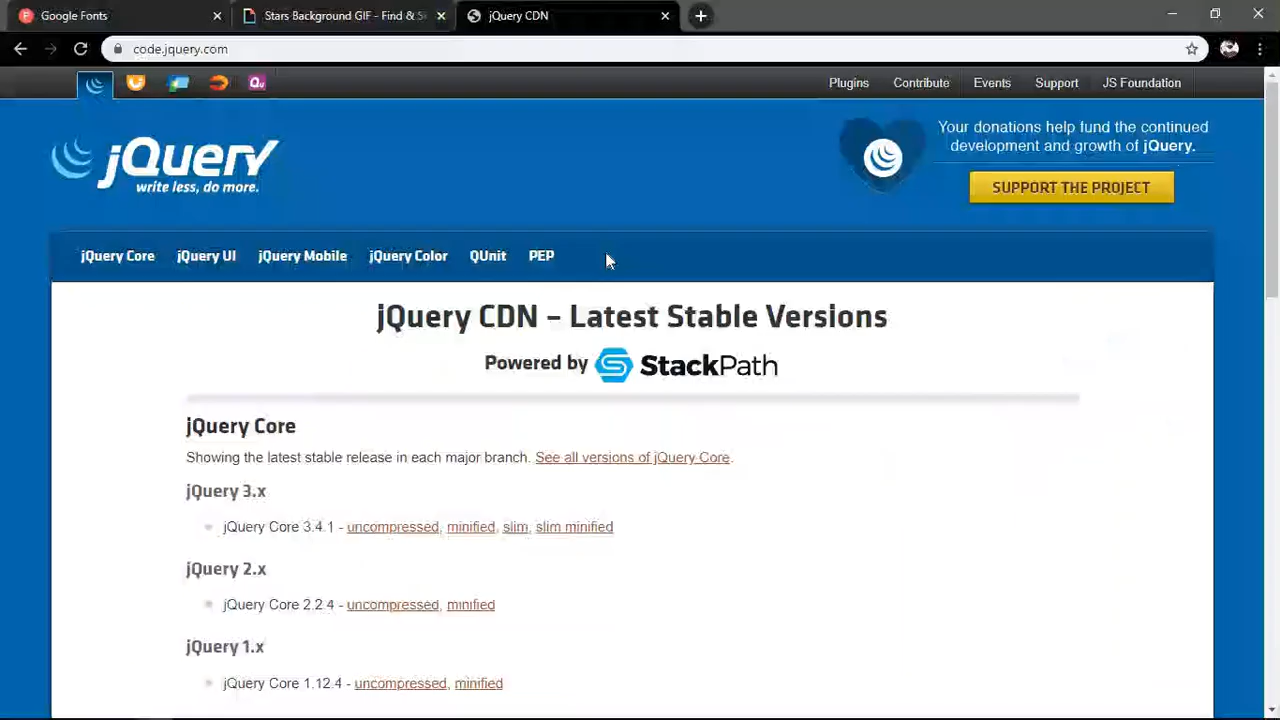 Google Fonts
Stars Background GIF - Find & S
jQuery CDN
code.jquery.com
Qu
Plugins
Contribute
Events
Support
JS Foundation
jQuery
write less, do more.
Your donations help fund the continued
development and growth of jQuery.
SUPPORT THE PROJECT
jQuery Core
jQuery UI
jQuery Mobile
jQuery Color
QUnit
PEP
jQuery CDN – Latest Stable Versions
Powered by StackPath
jQuery Core
Showing the latest stable release in each major branch. See all versions of jQuery Core.
jQuery 3.x
jQuery Core 3.4.1 - uncompressed, minified, slim, slim minified
jQuery 2.x
jQuery Core 2.2.4 - uncompressed, minified
jQuery 1.x
jQuery Core 1.12.4 - uncompressed, minified